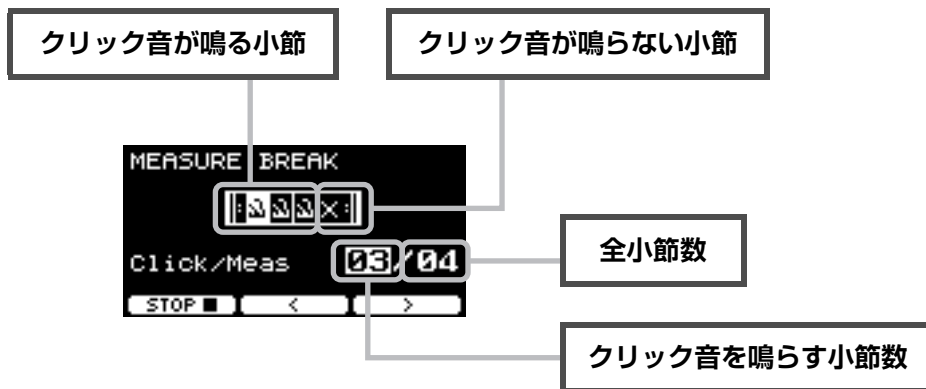 クリック音が鳴る小節
クリック音が鳴らない小節
MEASURE BREAK
Click/Meas 03/04
全小節数
STOP ■ < >
クリック音を鳴らす小節数